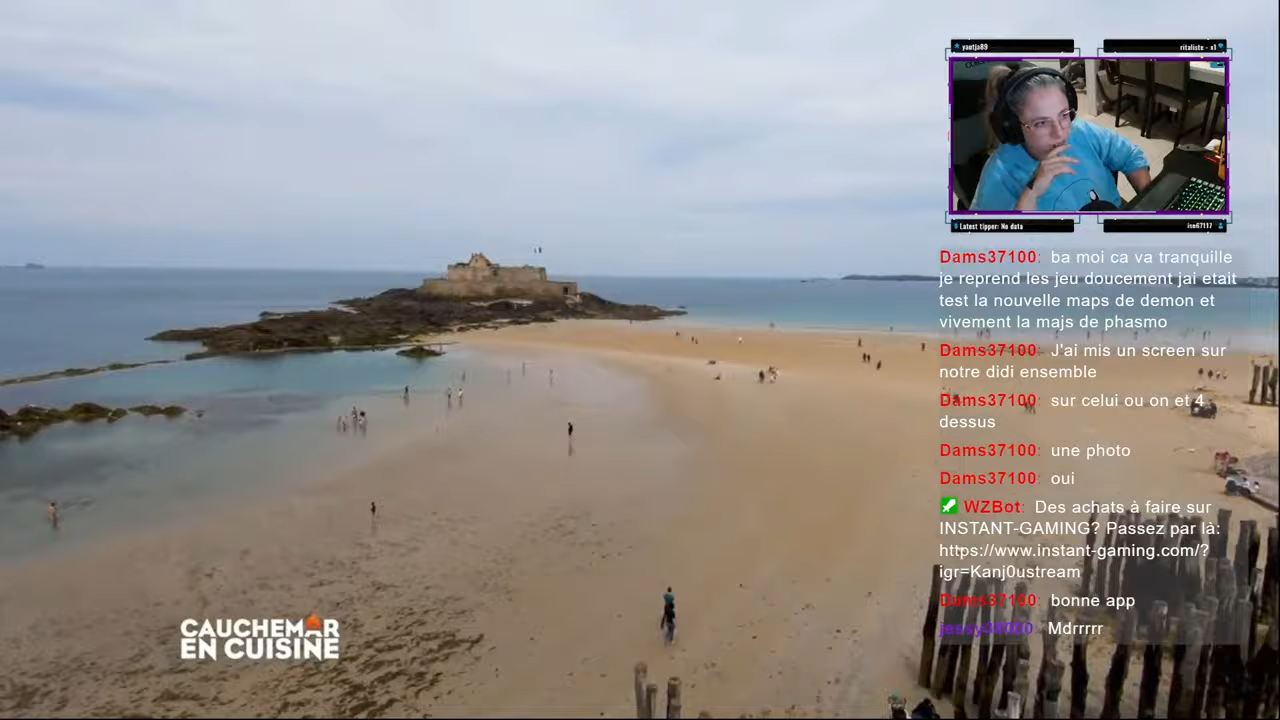 yautja89
ritaliste - x1
Latest tipper: No data
iso67117
Dams37100: ba moi ca va tranquille
je reprend les jeu doucement jai etait
test la nouvelle maps de demon et
vivement la majs de phasmo
Dams37100: J'ai mis un screen sur
notre didi ensemble
Dams37100: sur celui ou on et 4
dessus
Dams37100: une photo
Dams37100: oui
WZBot: Des achats à faire sur
INSTANT-GAMING? Passez par là:
https://www.instant-gaming.com/?
igr=Kanj0ustream
Dams37100: bonne app
jessy38000 Mdrrrrr
CAUCHEMAR
EN CUISINE